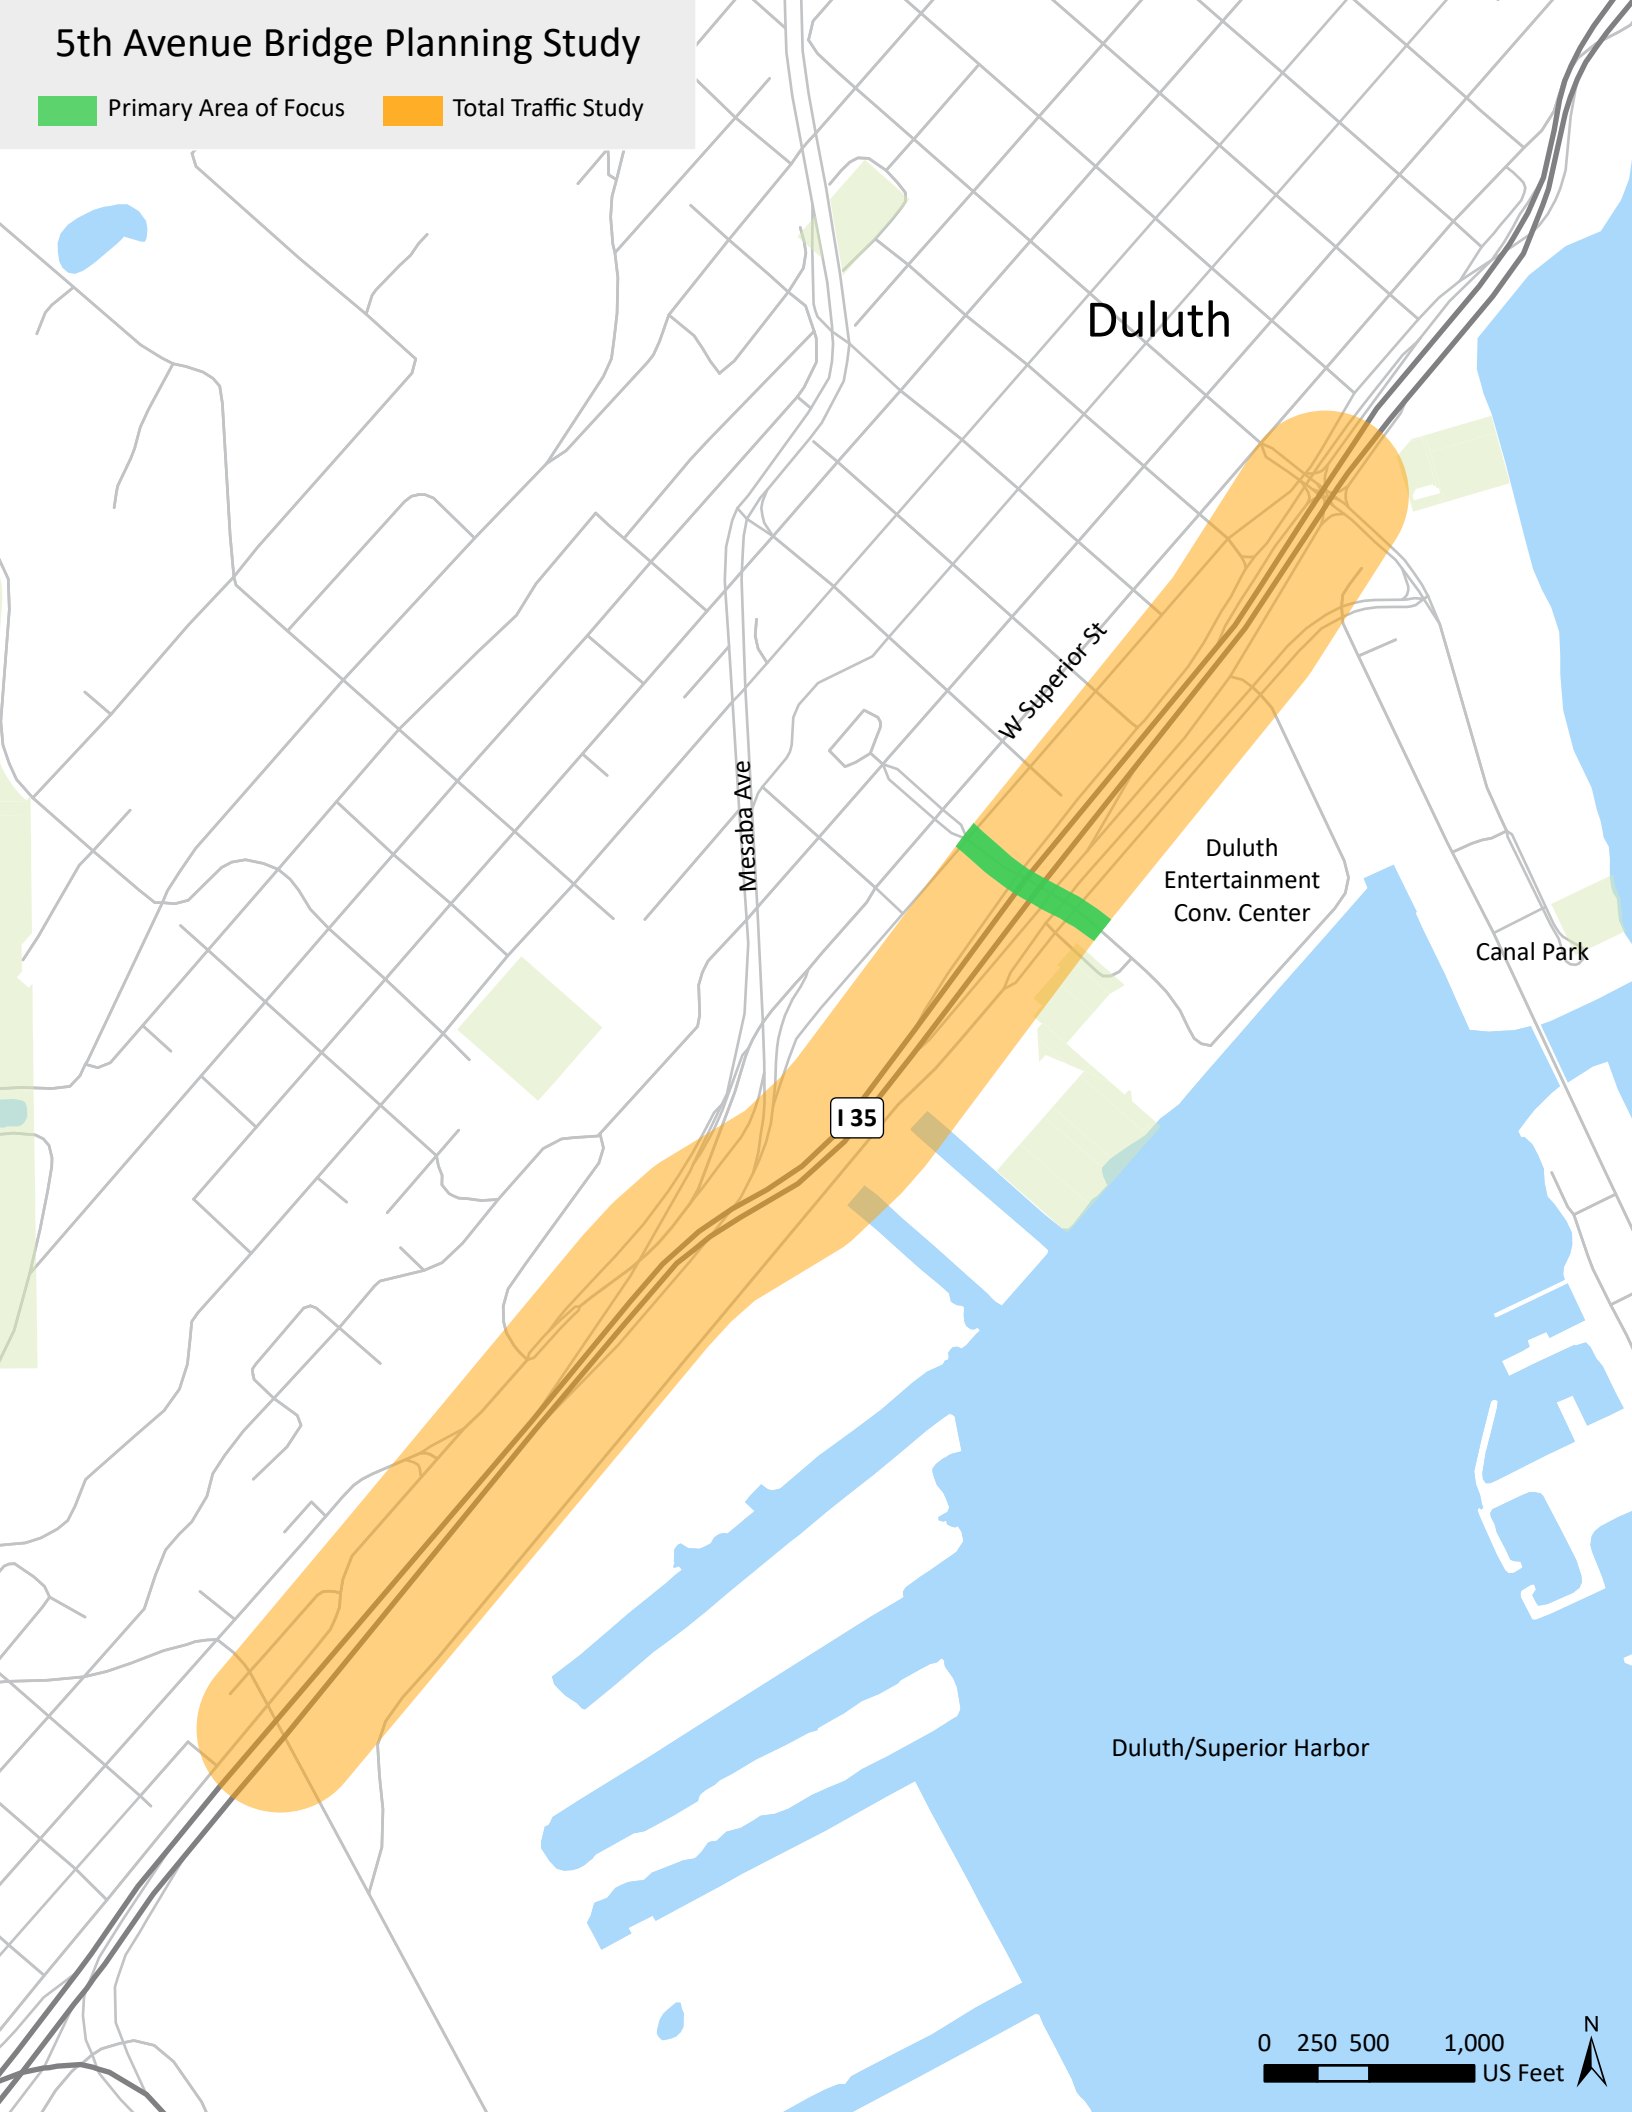 5th Avenue Bridge Planning Study
Primary Area of Focus
Total Traffic Study
Duluth
W Superior St
Mesaba Ave
Duluth
Entertainment
Conv. Center
Canal Park
I 35
Duluth/Superior Harbor
N
0 250 500 1,000
US Feet